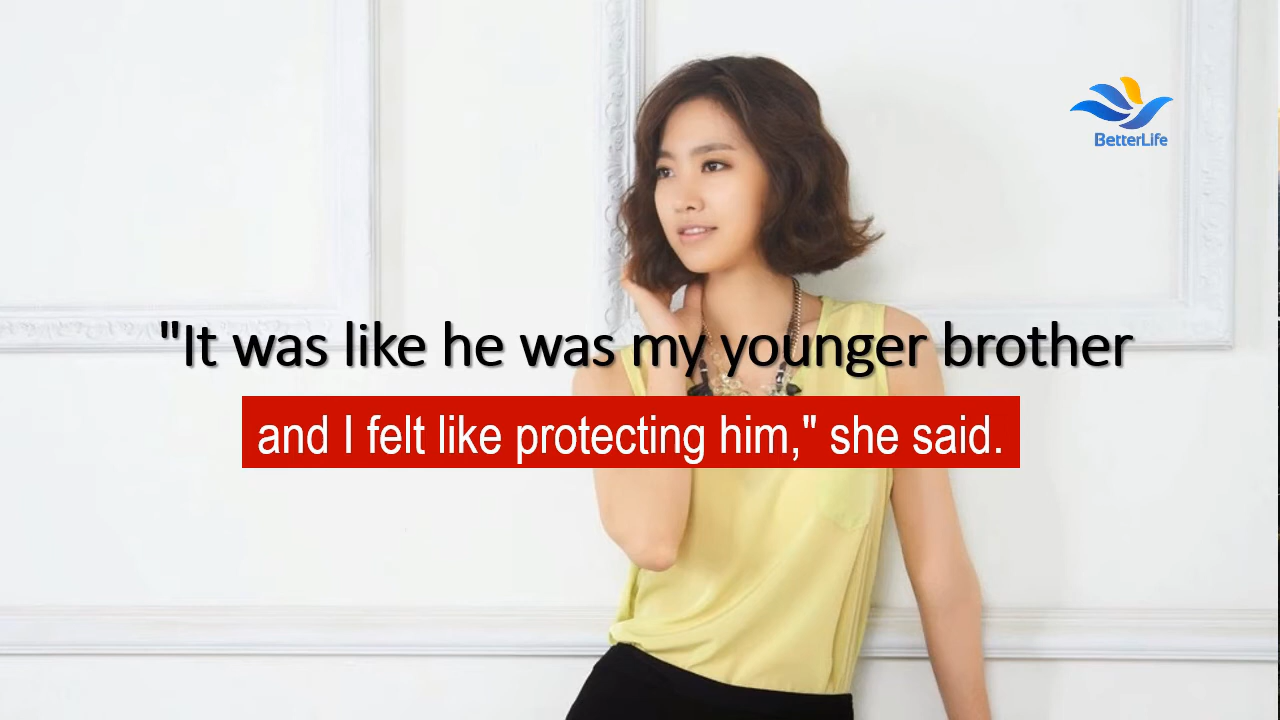 BetterLife
"It was like he was my younger brother
and I felt like protecting him," she said.